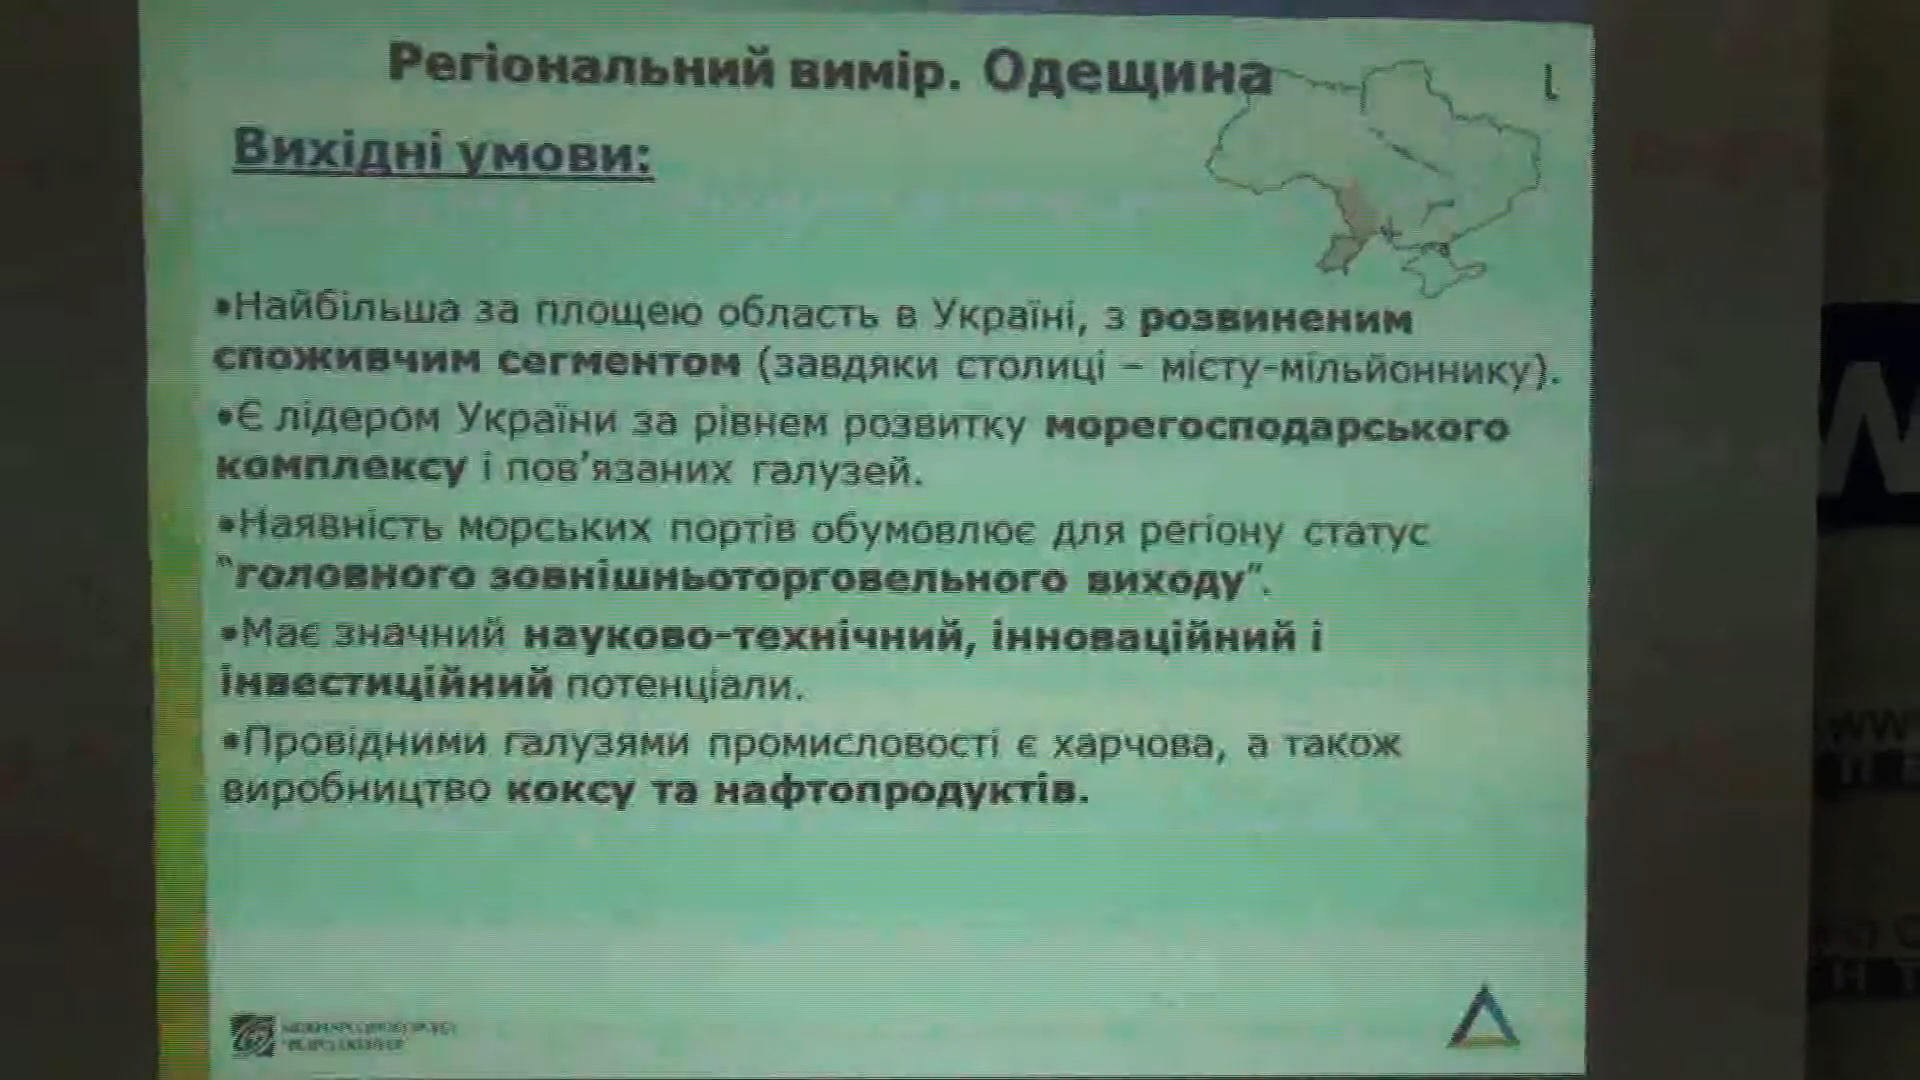 Регіональний вимір. Одещина
Вихідні умови:
•Найбільша за площею область в Україні, з розвиненим
споживчим сегментом (завдяки столиці – місту-мільйоннику).
•Є лідером України за рівнем розвитку морегосподарського
комплексу і пов'язаних галузей.
•Наявність морських портів обумовлює для регіону статус
"головного зовнішньоторговельного виходу".
•Має значний науково-технічний, інноваційний і
інвестиційний потенціали.
•Провідними галузями промисловості є харчова, а також
виробництво коксу та нафтопродуктів.